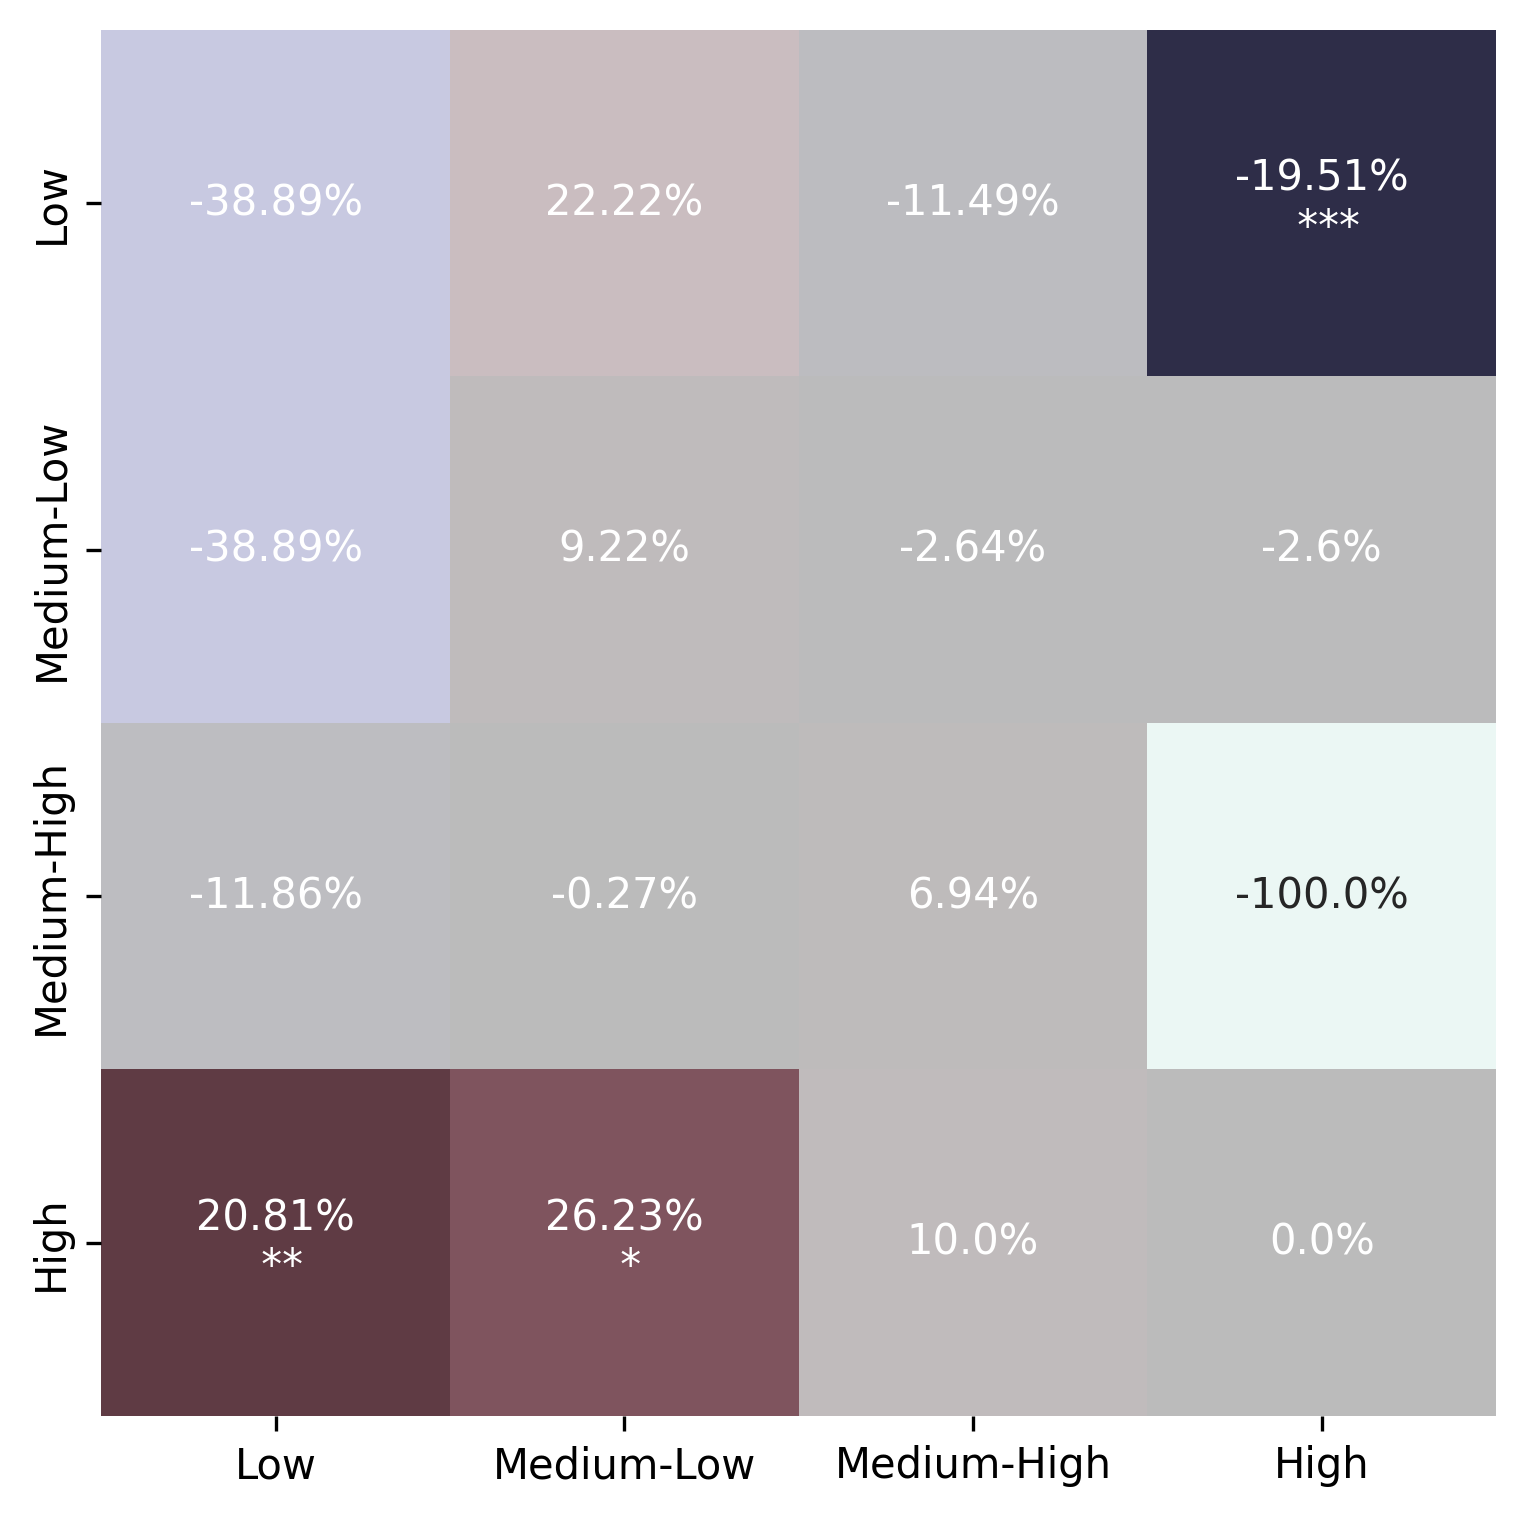 Low
-38.89%
22.22%
-11.49%
-19.51%
***
Medium-Low
-38.89%
9.22%
-2.64%
-2.6%
Medium-High
-11.86%
-0.27%
6.94%
-100.0%
High
20.81%
**
26.23%
*
10.0%
0.0%
Low
Medium-Low
Medium-High
High